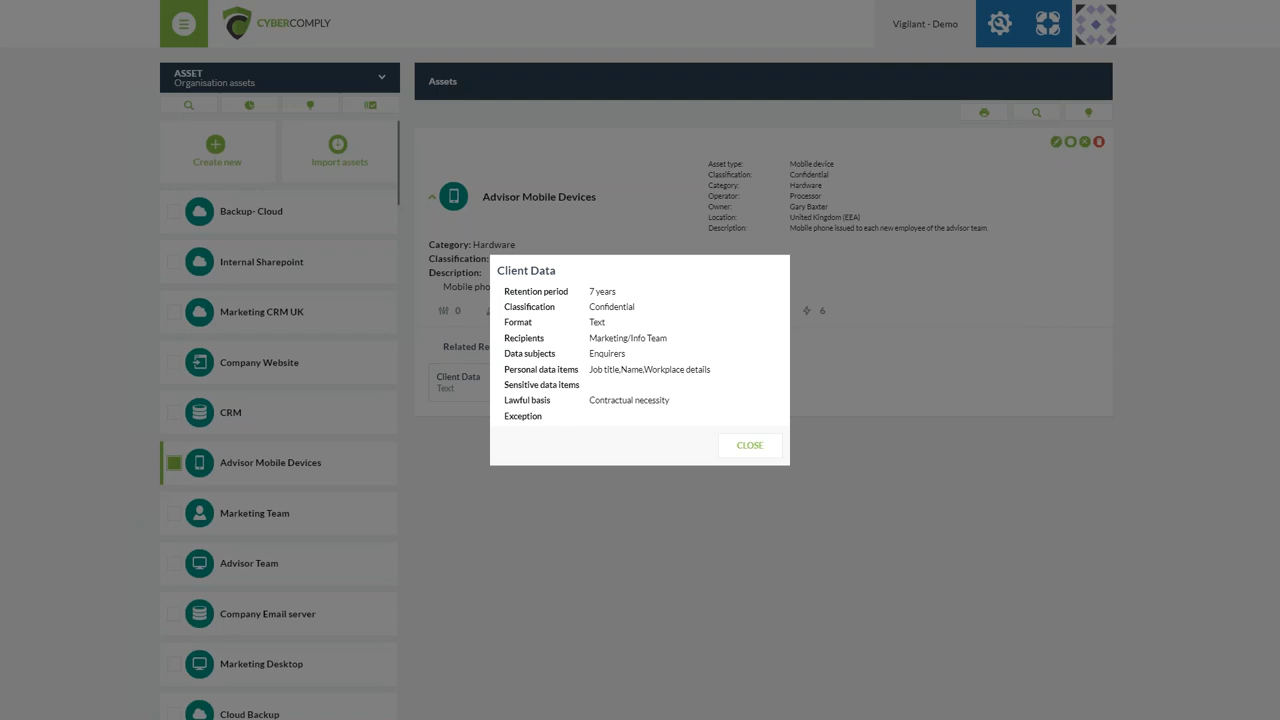 CYBERCOMPLY
Vigilant - Demo
ASSET
Organisation assets
Create new
Import assets
Backup- Cloud
Internal Sharepoint
Marketing CRM UK
Company Website
CRM
Advisor Mobile Devices
Marketing Team
Advisor Team
Company Email server
Marketing Desktop
Cloud Backup
Assets
Advisor Mobile Devices
Asset type: Mobile device
Classification: Confidential
Category: Hardware
Operator: Processor
Owner: Gary Baxter
Location: United Kingdom (EEA)
Description: Mobile phone issued to each new employee of the advisor team.
Category: Hardware
Classification:
Description:
Mobile pho
0
6
Related Re
Client Data
Text
Client Data
Retention period 7 years
Classification Confidential
Format Text
Recipients Marketing/Info Team
Data subjects Enquirers
Personal data items Job title,Name,Workplace details
Sensitive data items
Lawful basis Contractual necessity
Exception
CLOSE